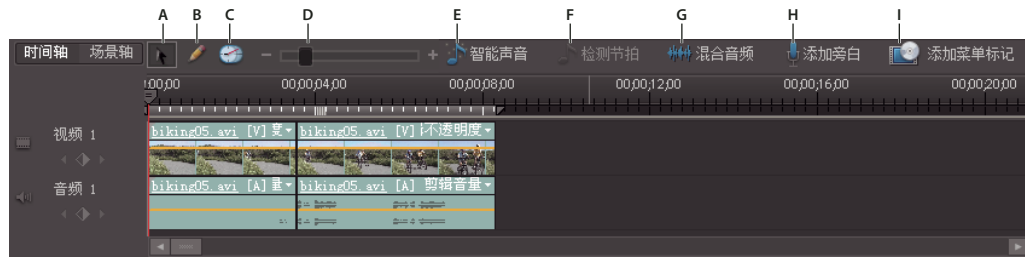 A B C D E F G H I
时间轴 场景轴 智能声音 检测节拍 混合音频 添加旁白 添加菜单标记
00;00 00;00;04;00 00;00;08;00 00;00;12;00 00;00;16;00 00;00;20;00
视频 1 biking05. avi [V] 度 biking05. avi [V] 不透明度
音频 1 biking05. avi [A] 量 biking05. avi [A] 剪辑音量